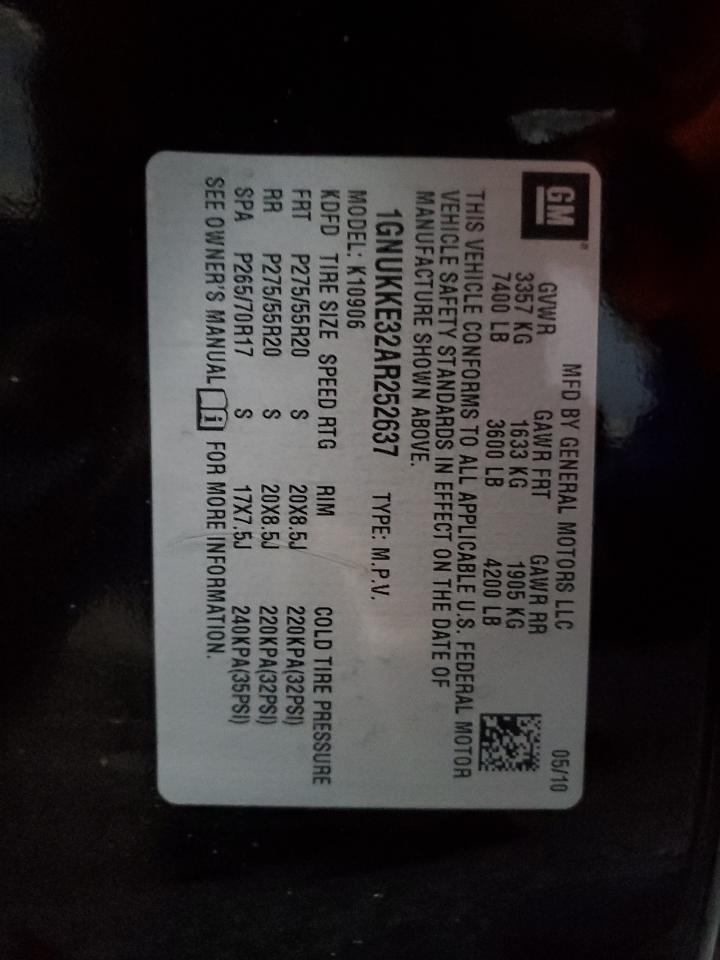 GM
MFD BY GENERAL MOTORS LLC 05/10
GVWR GAWR FRT GAWR RR
3357 KG 1633 KG 1905 KG
7400 LB 3600 LB 4200 LB
THIS VEHICLE CONFORMS TO ALL APPLICABLE U.S. FEDERAL MOTOR
VEHICLE SAFETY STANDARDS IN EFFECT ON THE DATE OF
MANUFACTURE SHOWN ABOVE.
1GNUKKE32AR252637 TYPE: M.P.V.
MODEL: K10906
KDFD TIRE SIZE SPEED RTG RIM COLD TIRE PRESSURE
FRT P275/55R20 S 20X8.5J 220KPA(32PSI)
RR P275/55R20 S 20X8.5J 220KPA(32PSI)
SPA P265/70R17 S 17X7.5J 240KPA(35PSI)
SEE OWNER'S MANUAL i FOR MORE INFORMATION.